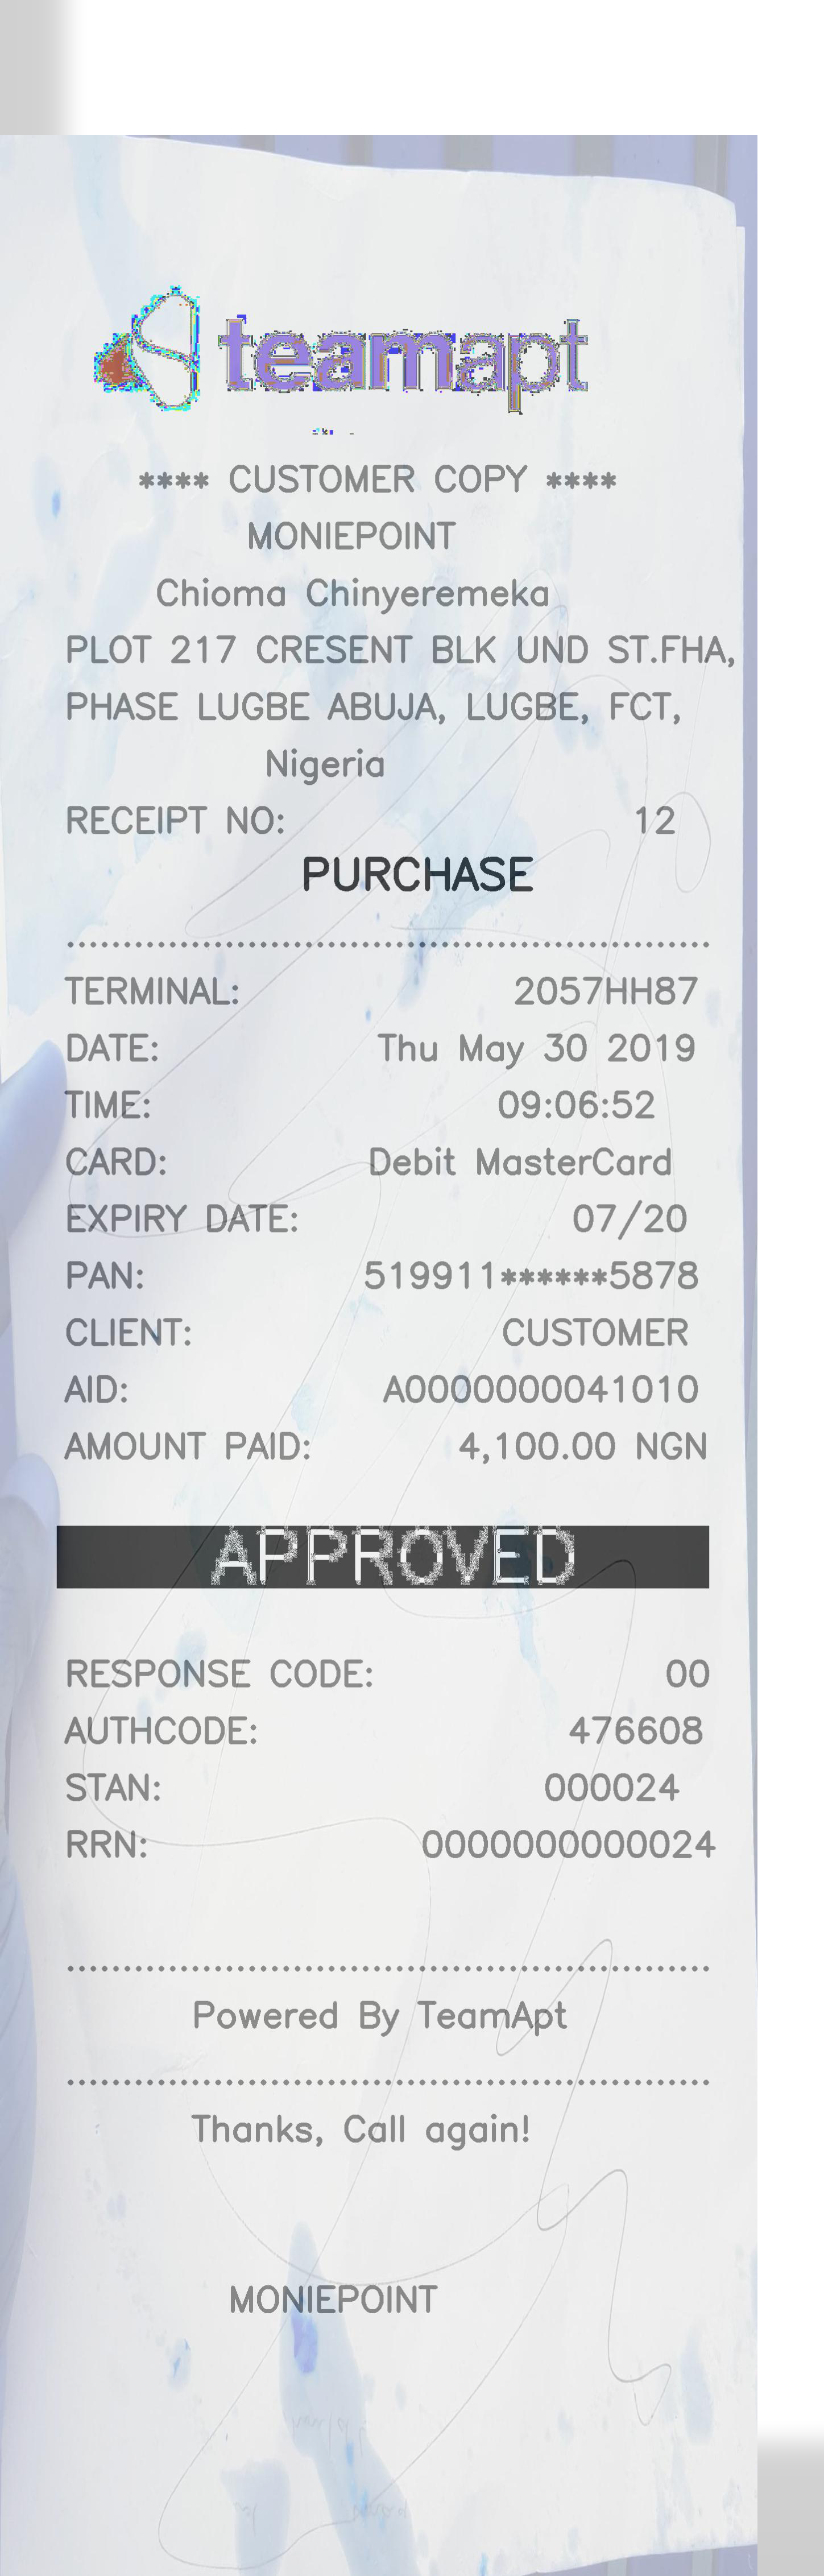 teamapt
**** CUSTOMER COPY ****
MONIEPOINT
Chioma Chinyeremeka
PLOT 217 CRESENT BLK UND ST.FHA,
PHASE LUGBE ABUJA, LUGBE, FCT,
Nigeria
RECEIPT NO: 12
PURCHASE
TERMINAL: 2057HH87
DATE: Thu May 30 2019
TIME: 09:06:52
CARD: Debit MasterCard
EXPIRY DATE: 07/20
PAN: 519911******5878
CLIENT: CUSTOMER
AID: A0000000041010
AMOUNT PAID: 4,100.00 NGN
APPROVED
RESPONSE CODE: 00
AUTHCODE: 476608
STAN: 000024
RRN: 0000000000024
Powered By TeamApt
Thanks, Call again!
MONIEPOINT